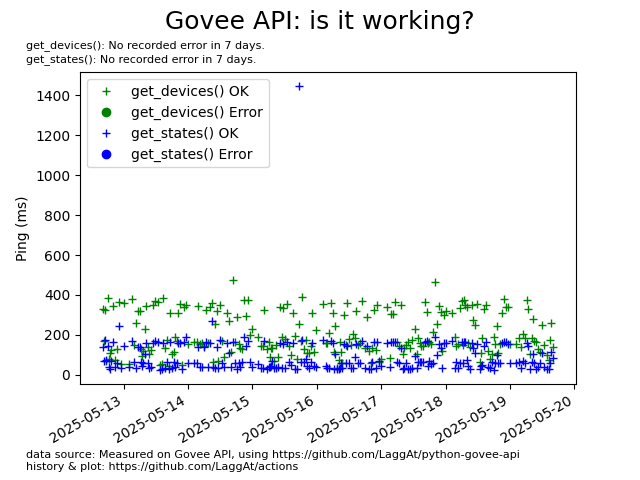 Govee API: is it working?
get_devices(): No recorded error in 7 days.
get_states(): No recorded error in 7 days.
get_devices() OK
get_devices() Error
get_states() OK
get_states() Error
Ping (ms)
1400
1200
1000
800
600
400
200
0
2025-05-13
2025-05-14
2025-05-15
2025-05-16
2025-05-17
2025-05-18
2025-05-19
2025-05-20
data source: Measured on Govee API, using https://github.com/LaggAt/python-govee-api
history & plot: https://github.com/LaggAt/actions